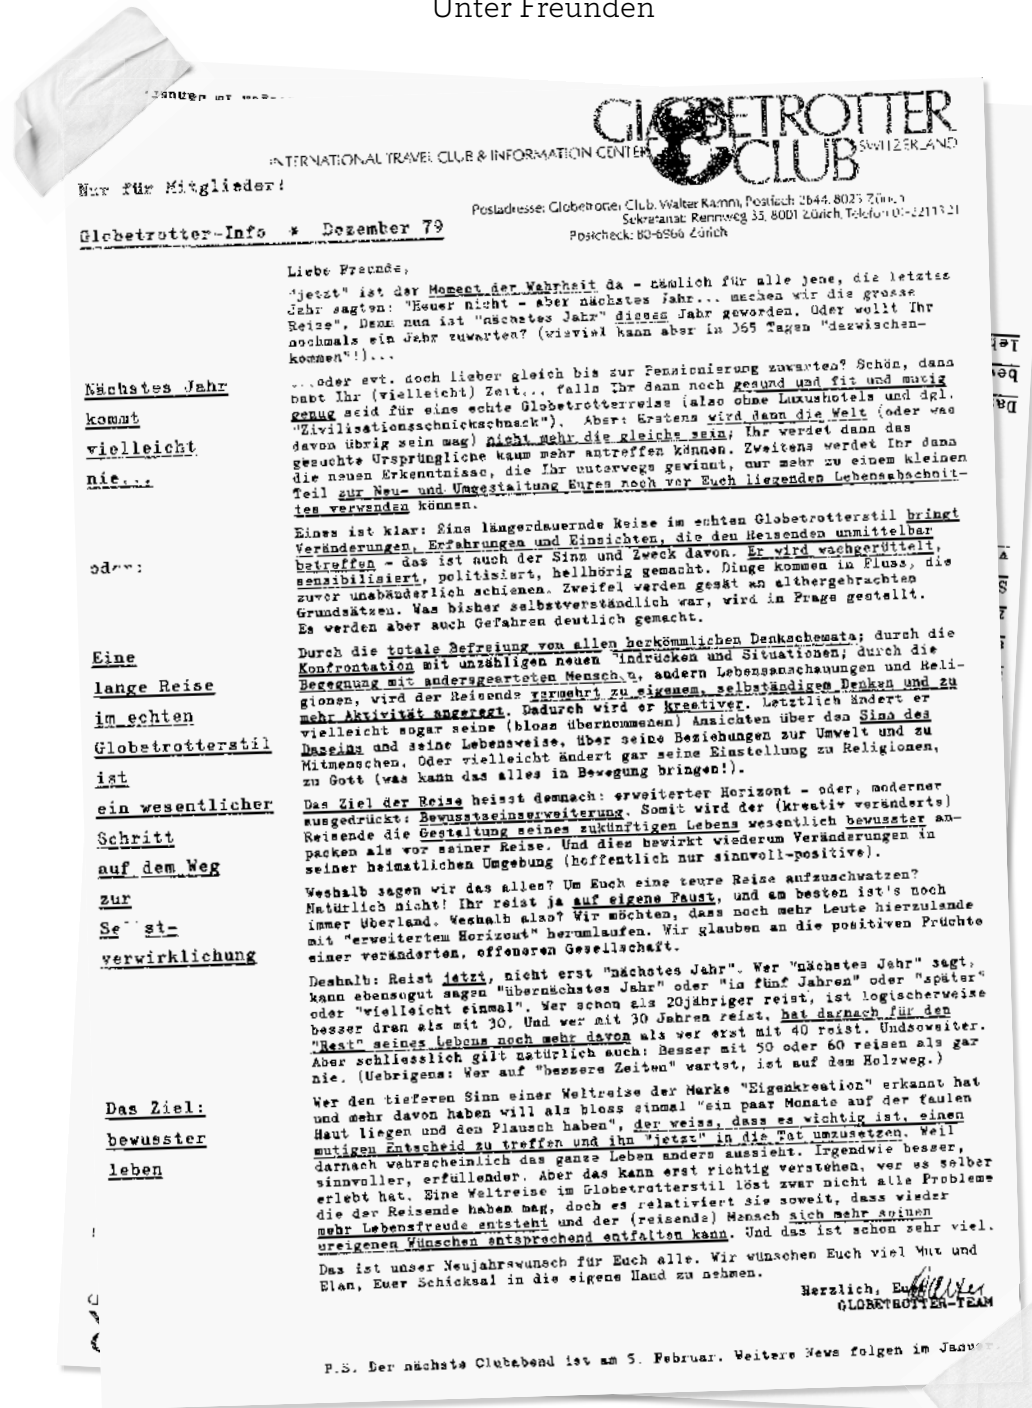 Unter Freunden
GLOBETROTTER
CLUB
SWITZERLAND
INTERNATIONAL TRAVEL CLUB & INFORMATION CENTER
Nur für Mitglieder!
Postadresse: Globetrotter Club, Walter Kamm, Postfach 2644, 8023 Zürich
Sekretariat: Rennweg 35, 8001 Zürich, Telefon 01-2211321
Postcheck: 80-6966 Zürich
Globetrotter-Info * Dezember 79
Liebe Freunde,
"jetzt" ist der Moment der Wahrheit da - nämlich für alle jene, die letztes
Jahr sagten: "Heuer nicht - aber nächstes Jahr... machen wir die grosse
Reise". Denn nun ist "nächstes Jahr" dieses Jahr geworden. Oder wollt Ihr
nochmals ein Jahr zuwarten? (wieviel kann aber in 365 Tagen "dazwischen-
kommen"!)...
Nächstes Jahr
kommt
vielleicht
nie...
...oder evt. doch lieber gleich bis zur Pensionierung zuwarten? Schön, dann
habt Ihr (vielleicht) Zeit... falls Ihr dann noch gesund und fit und mutig
genug seid für eine echte Globetrotterreise (also ohne Luxushotels und dgl.
"Zivilisationsschnickschnack"). Aber: Erstens wird dann die Welt (oder was
davon übrig sein mag) nicht mehr die gleiche sein; Ihr werdet dann das
gesuchte Ursprüngliche kaum mehr antreffen können. Zweitens werdet Ihr dann
die neuen Erkenntnisse, die Ihr unterwegs gewinnt, nur mehr zu einem kleinen
Teil zur Neu- und Umgestaltung Eures noch vor Euch liegenden Lebensabschnit-
tes verwenden können.
oder:
Eines ist klar: Eine längerdauernde Reise im echten Globetrotterstil bringt
Veränderungen, Erfahrungen und Einsichten, die den Reisenden unmittelbar
betreffen - das ist auch der Sinn und Zweck davon. Er wird wachgerüttelt,
sensibilisiert, politisiert, hellhörig gemacht. Dinge kommen in Fluss, die
zuvor unabänderlich schienen. Zweifel werden gesät an althergebrachten
Grundsätzen. Was bisher selbstverständlich war, wird in Frage gestellt.
Es werden aber auch Gefahren deutlich gemacht.
Eine
lange Reise
im echten
Globetrotterstil
ist
ein wesentlicher
Schritt
auf dem Weg
zur
Se st-
verwirklichung
Durch die totale Befreiung von allen herkömmlichen Denkschemata; durch die
Konfrontation mit unzähligen neuen Eindrücken und Situationen; durch die
Begegnung mit andersgearteten Menschen, andern Lebensanschauungen und Reli-
gionen, wird der Reisende vermehrt zu eigenem, selbständigen Denken und zu
mehr Aktivität angeregt. Dadurch wird er kreativer. Letztlich ändert er
vielleicht sogar seine (bloss übernommenen) Ansichten über den Sinn des
Daseins und seine Lebensweise, über seine Beziehungen zur Umwelt und zu
Mitmenschen. Oder vielleicht ändert gar seine Einstellung zu Religionen,
zu Gott (was kann das alles in Bewegung bringen!).
Das Ziel der Reise heisst demnach: erweiterter Horizont - oder, moderner
ausgedrückt: Bewusstseinserweiterung. Somit wird der (kreativ veränderte)
Reisende die Gestaltung seines zukünftigen Lebens wesentlich bewusster an-
packen als vor seiner Reise. Und dies bewirkt wiederum Veränderungen in
seiner heimatlichen Umgebung (hoffentlich nur sinnvoll-positive).
Weshalb sagen wir das alles? Um Euch eine teure Reise aufzuschwatzen?
Natürlich nicht! Ihr reist ja auf eigene Faust, und am besten ist's noch
immer überland. Weshalb also? Wir möchten, dass noch mehr Leute hierzulande
mit "erweitertem Horizont" herumlaufen. Wir glauben an die positiven Früchte
einer veränderten, offeneren Gesellschaft.
Deshalb: Reist jetzt, nicht erst "nächstes Jahr". Wer "nächstes Jahr" sagt,
kann ebensogut sagen "übernächstes Jahr" oder "in fünf Jahren" oder "später"
oder "vielleicht einmal". Wer schon als 20jähriger reist, ist logischerweise
besser dran als mit 30. Und wer mit 30 Jahren reist, hat darnach für den
"Rest" seines Lebens noch mehr davon als wer erst mit 40 reist. Undsoweiter.
Aber schliesslich gilt natürlich auch: Besser mit 50 oder 60 reisen als gar
nie. (Uebrigens: Wer auf "bessere Zeiten" wartet, ist auf dem Holzweg.)
Das Ziel:
bewusster
leben
Wer den tieferen Sinn einer Weltreise der Marke "Eigenkreation" erkannt hat
und mehr davon haben will als bloss einmal "ein paar Monate auf der faulen
Haut liegen und den Plausch haben", der weiss, dass es wichtig ist, einen
mutigen Entscheid zu treffen und ihn "jetzt" in die Tat umzusetzen. Weil
darnach wahrscheinlich das ganze Leben anders aussieht. Irgendwie besser,
sinnvoller, erfüllender. Aber das kann erst richtig verstehen, wer es selber
erlebt hat. Eine Weltreise im Globetrotterstil löst zwar nicht alle Probleme
die der Reisende haben mag, doch es relativiert sie soweit, dass wieder
mehr Lebensfreude entsteht und der (reisende) Mensch sich mehr seinen
ureigenen Wünschen entsprechend entfalten kann. Und das ist schon sehr viel.
Das ist unser Neujahrswunsch für Euch alle. Wir wünschen Euch viel Mut und
Elan, Euer Schicksal in die eigene Hand zu nehmen.
Herzlich, Euer Walter
GLOBETROTTER-TEAM
P.S. Der nächste Clubabend ist am 5. Februar. Weitere News folgen im Januar.